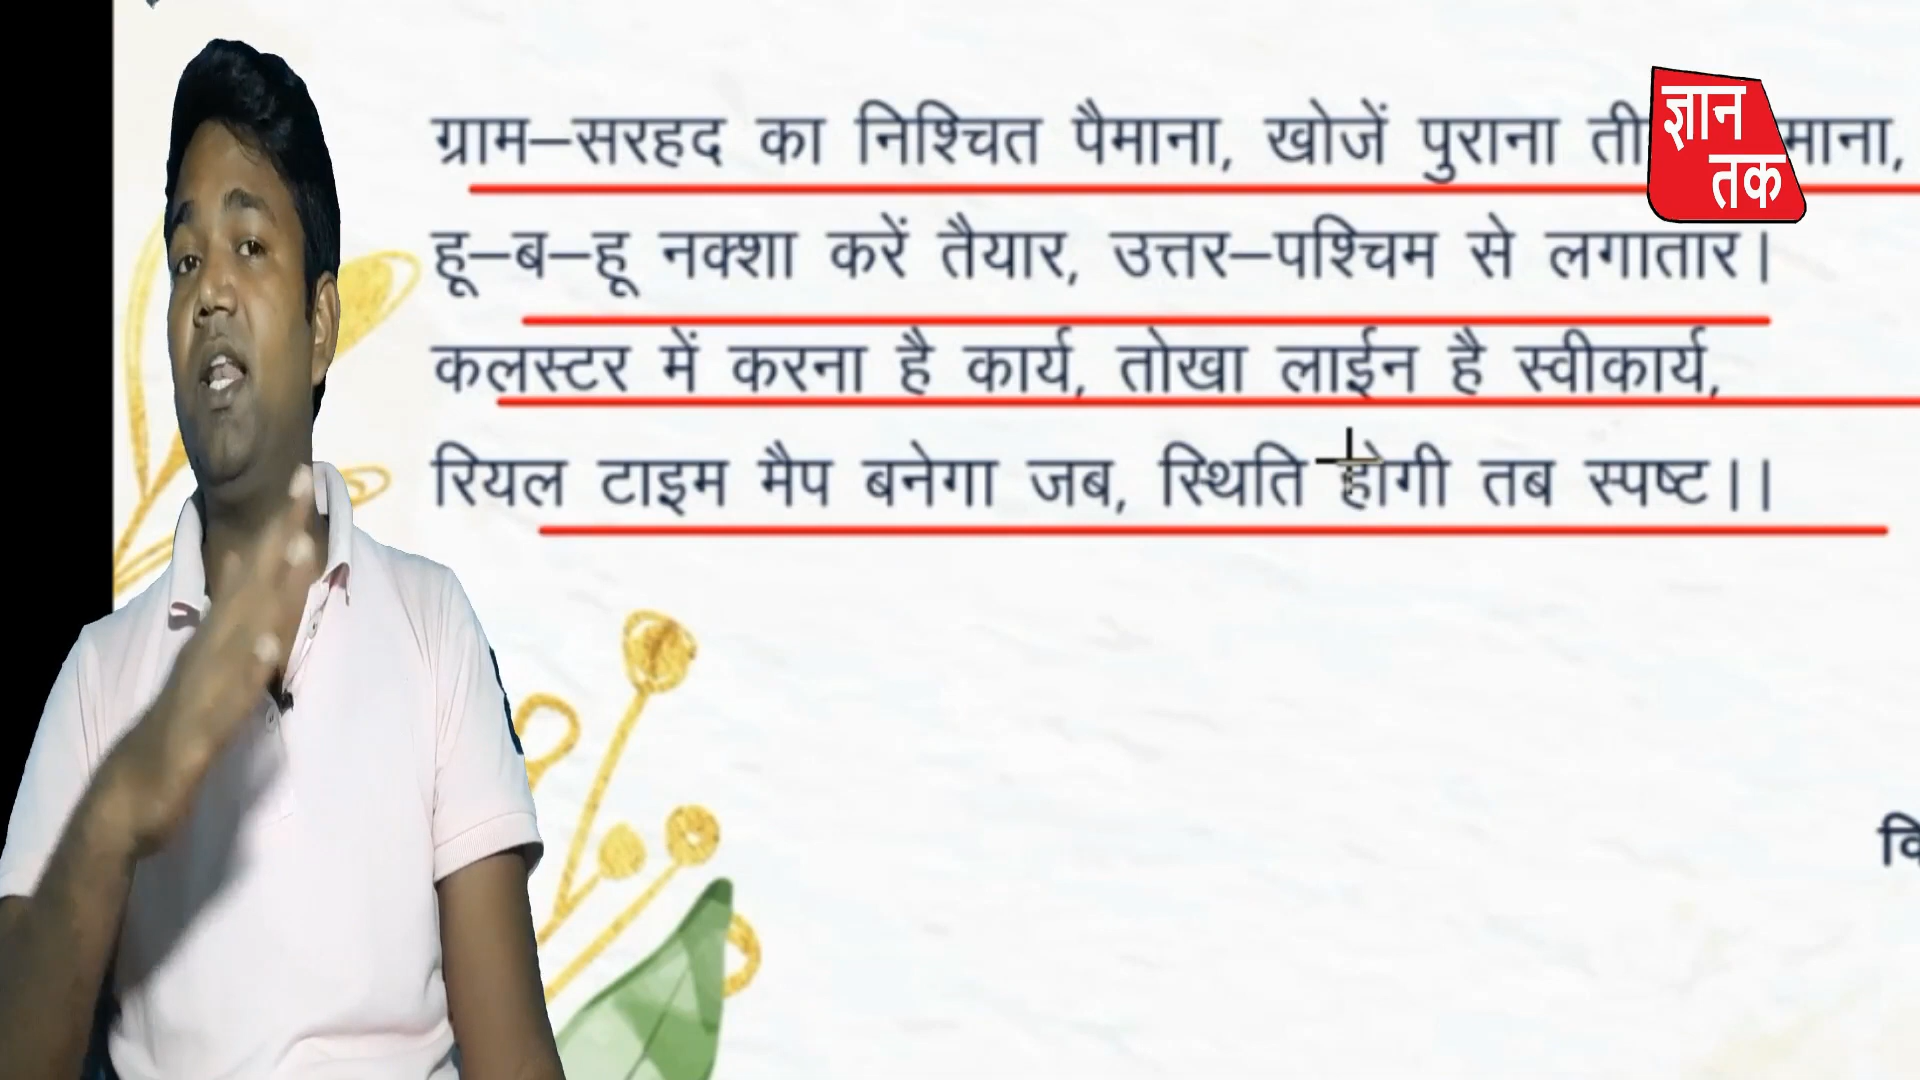 ग्राम–सरहद का निश्चित पैमाना, खोजें पुराना
ज्ञान
तक
हू–ब–हू नक्शा करें तैयार, उत्तर–पश्चिम से लगातार।
कलस्टर में करना है कार्य, तोखा लाईन है स्वीकार्य,
रियल टाइम मैप बनेगा जब, स्थिति होगी तब स्पष्ट।।